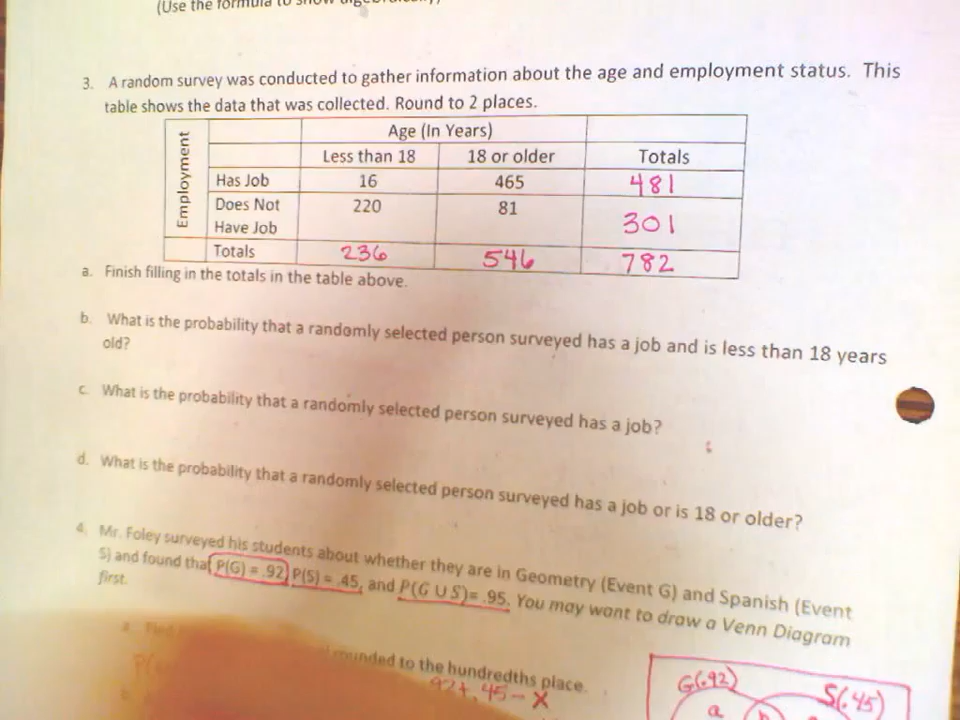 (Use the formula to show
3. A random survey was conducted to gather information about the age and employment status. This
table shows the data that was collected. Round to 2 places.
Employment
Age (In Years)
Less than 18 18 or older Totals
Has Job 16 465 481
Does Not 220 81
Have Job 301
Totals 236 546 782
a. Finish filling in the totals in the table above.
b. What is the probability that a randomly selected person surveyed has a job and is less than 18 years
old?
c. What is the probability that a randomly selected person surveyed has a job?
d. What is the probability that a randomly selected person surveyed has a job or is 18 or older?
4. Mr. Foley surveyed his students about whether they are in Geometry (Event G) and Spanish (Event
S) and found that P(G) = .92, P(S) = .45, and P(G ∪ S)= .95. You may want to draw a Venn Diagram
first.
rounded to the hundredths place.
.45 - X
G(.92) S(.45)
a b